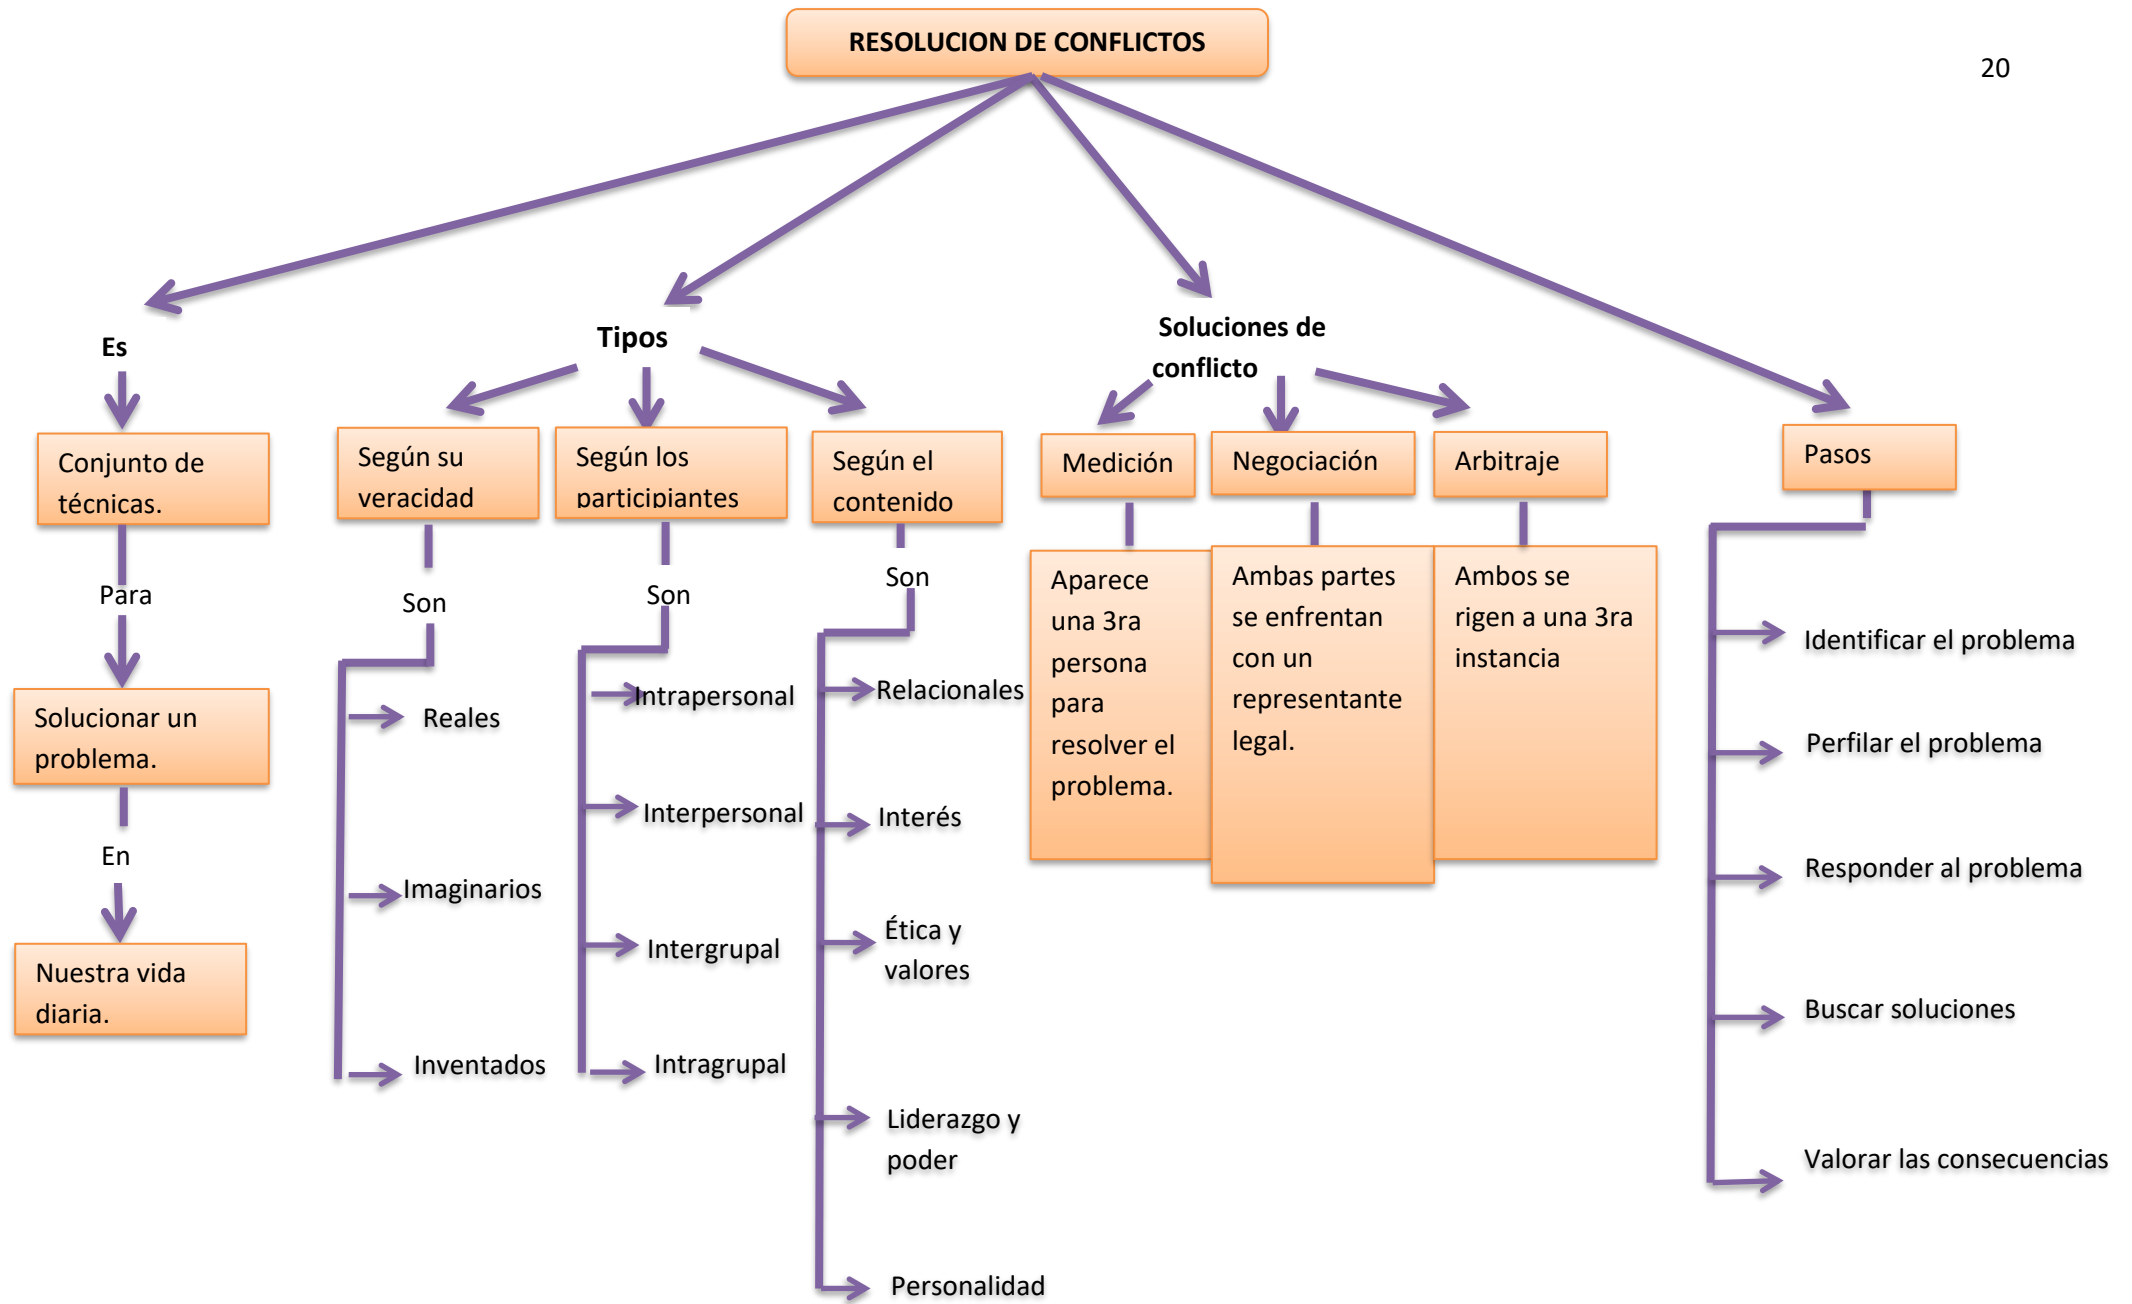 RESOLUCION DE CONFLICTOS
20
Es
Conjunto de
técnicas.
Para
Solucionar un
problema.
En
Nuestra vida
diaria.
Tipos
Según su
veracidad
Son
Reales
Imaginarios
Inventados
Según los
participiantes
Son
Intrapersonal
Interpersonal
Intergrupal
Intragrupal
Según el
contenido
Son
Relacionales
Interés
Ética y
valores
Liderazgo y
poder
Personalidad
Soluciones de
conflicto
Medición
Aparece
una 3ra
persona
para
resolver el
problema.
Negociación
Ambas partes
se enfrentan
con un
representante
legal.
Arbitraje
Ambos se
rigen a una 3ra
instancia
Pasos
Identificar el problema
Perfilar el problema
Responder al problema
Buscar soluciones
Valorar las consecuencias